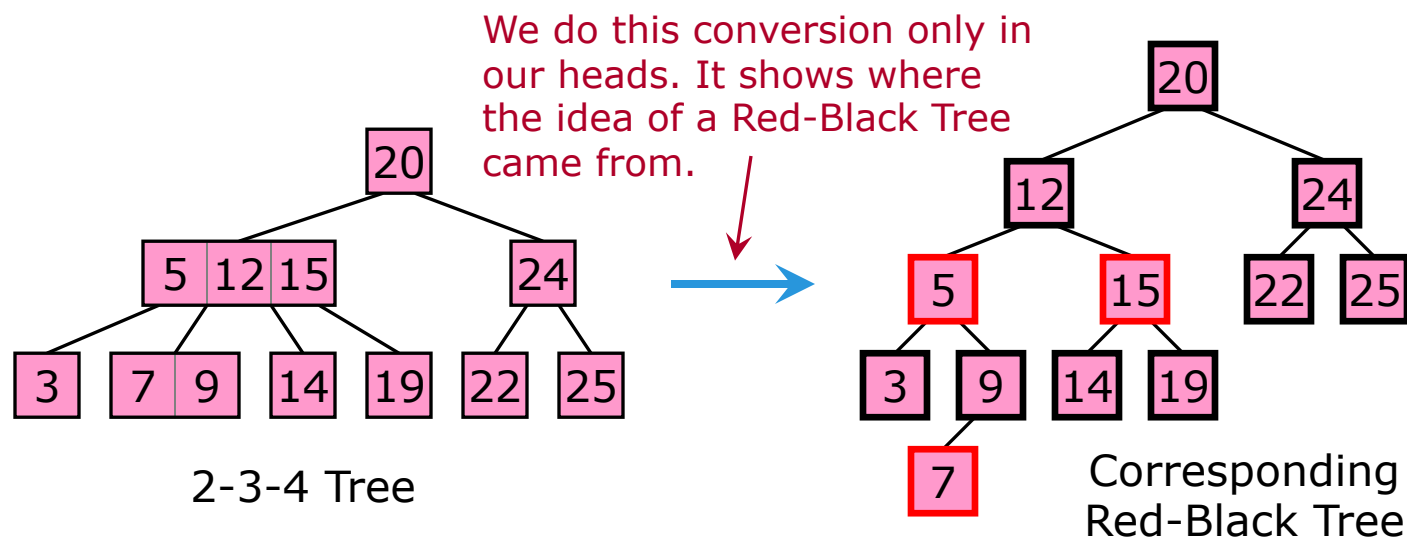 We do this conversion only in
our heads. It shows where
the idea of a Red-Black Tree
came from.
20
5 12 15
24
3
7 9
14
19
22
25
2-3-4 Tree
20
12
24
5
15
22
25
3
9
14
19
7
Corresponding
Red-Black Tree